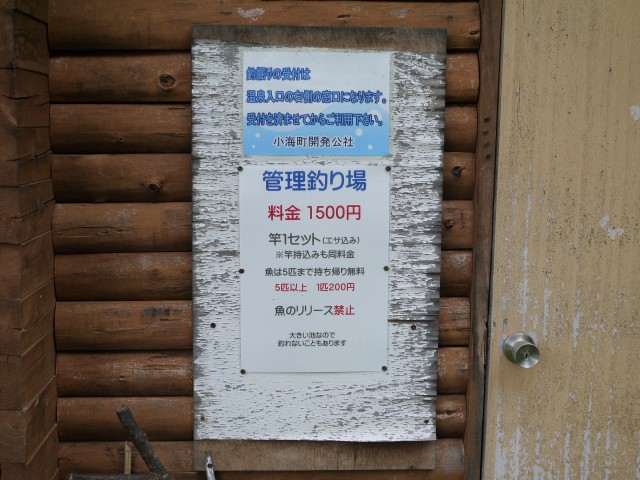 釣堀りの受付は
温泉入口の右側の窓口になります。
受付を済ませてからご利用下さい。
小海町開発公社
管理釣り場
料金 1500円
竿1セット(エサ込み)
※竿持込みも同料金
魚は5匹まで持ち帰り無料
5匹以上 1匹200円
魚のリリース禁止
大きい池なので
釣れないこともあります